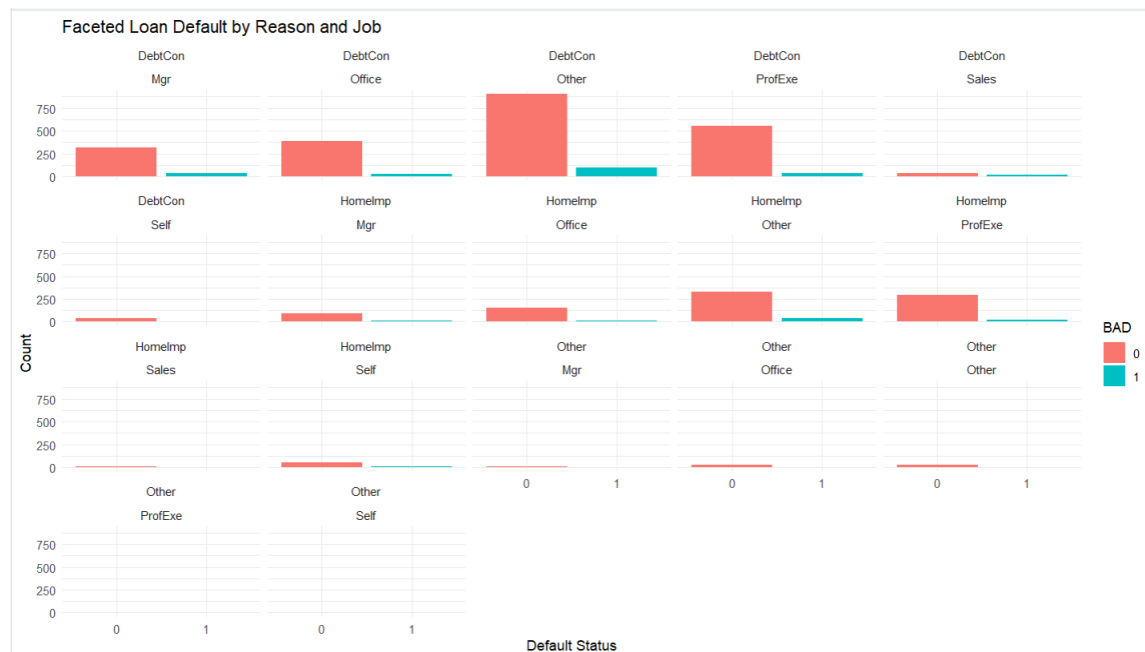 Faceted Loan Default by Reason and Job
DebtCon DebtCon DebtCon DebtCon DebtCon
Mgr Office Other ProfExe Sales
750
500
250
0
DebtCon HomeImp HomeImp HomeImp HomeImp
Self Mgr Office Other ProfExe
750
500
250
0
Count
HomeImp HomeImp Other Other Other
Sales Self Mgr Office Other
750
500
250
0
0 1 0 1 0 1
Other Other
ProfExe Self
750
500
250
0
0 1 0 1
Default Status
BAD
0
1